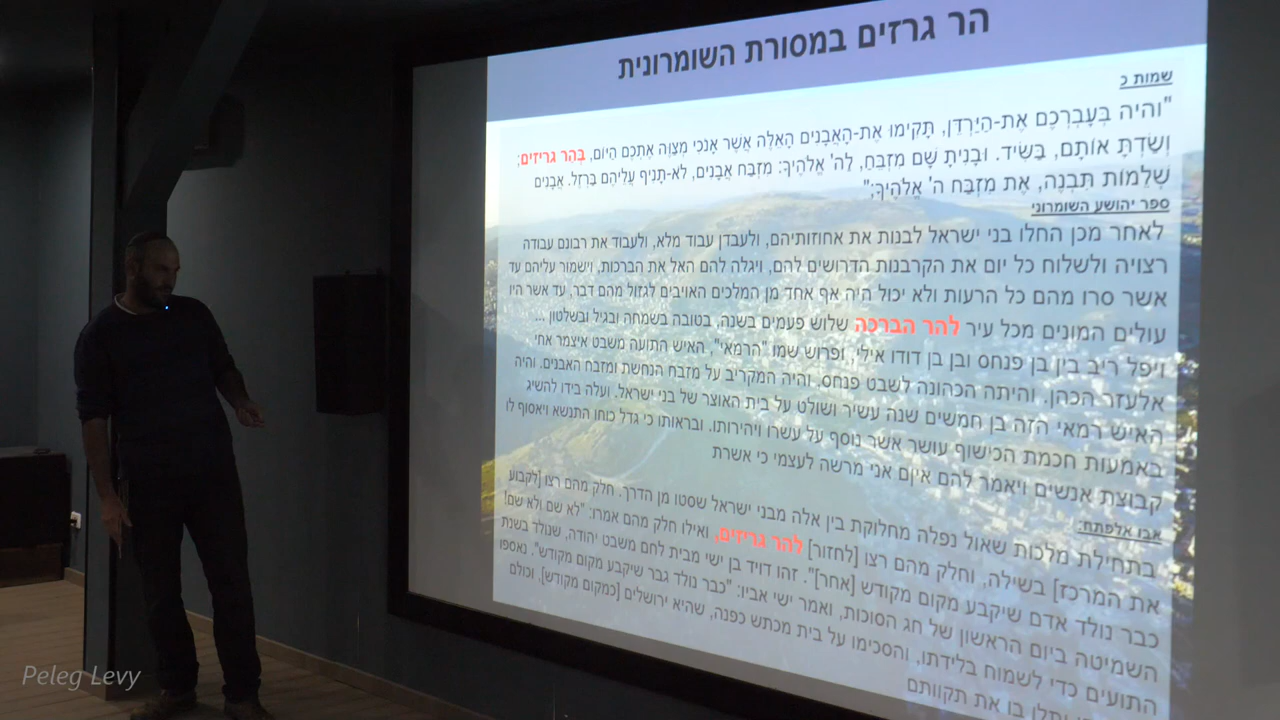 הר גרזים במסורת השומרונית
שמות כ
"והיה בְּעָבְרְכֶם אֶת-הַיַּרְדֵּן, תָּקִימוּ אֶת-הָאֲבָנִים הָאֵלֶּה אֲשֶׁר אָנֹכִי מְצַוֶּה אֶתְכֶם הַיּוֹם, בְּהַר גריזים;
וְשַׂדְתָּ אוֹתָם, בַּשִּׂיד. וּבָנִיתָ שָּׁם מִזְבֵּחַ, לַה' אֱלֹהֶיךָ: מִזְבַּח אֲבָנִים, לֹא-תָנִיף עֲלֵיהֶם בַּרְזֶל. אֲבָנִים
שְׁלֵמוֹת תִּבְנֶה, אֶת מִזְבַּח ה' אֱלֹהֶיךָ;"
ספר יהושע השומרוני
לאחר מכן החלו בני ישראל לבנות את אחוזותיהם, ולעבדן עבוד מלא, ולעבוד את רבונם עבודה
רצויה ולשלוח כל יום את הקרבנות הדרושים להם, ויגלה להם האל את הברכות, וישמור עליהם עד
אשר סרו מהם כל הרעות ולא יכול היה אף אחד מן המלכים האויבים לגזול מהם דבר, עד אשר היו
עולים המונים מכל עיר להר הברכה שלוש פעמים בשנה, בטובה בשמחה ובגיל ובשלטון ...
ויפל ריב בין בן פנחס ובן בן דודו אילי, ופרוש שמו "הרמאי", האיש התועה משבט איצמר אחי
אלעזר הכהן. והיתה הכהונה לשבט פנחס. והיה המקריב על מזבח הנחשת ומזבח האבנים. והיה
האיש רמאי הזה בן חמשים שנה עשיר ושולט על בית האוצר של בני ישראל. ועלה בידו להשיג
באמעות חכמת הכישוף עושר אשר נוסף על עשרו ויהירותו. ובראותו כי גדל כוחו התנשא ויאסוף לו
קבוצת אנשים ויאמר להם אינם אני מרשה לעצמי כי אשרת
אבו אלפתח:
בתחילת מלכות שאול נפלה מחלוקת בין אלה מבני ישראל שסטו מן הדרך. חלק מהם רצו [לקבוע
את המרכז] בשילה, וחלק מהם רצו [לחזור] להר גריזים, ואילו חלק מהם אמרו: "לא שם ולא שם!
כבר נולד אדם שיקבע מקום מקודש [אחר]". זהו דויד בן ישי מבית לחם משבט יהודה, שנולד בשנת
השמיטה ביום הראשון של חג הסוכות, ואמר ישי אביו: "כבר נולד גבר שיקבע מקום מקודש". נאספו
התועים כדי לשמוח בלידתו, והסכימו על בית מכתש כפנה, שהיא ירושלים [כמקום מקודש], וכולם
ותלו בו את תקוותם
Peleg Levy